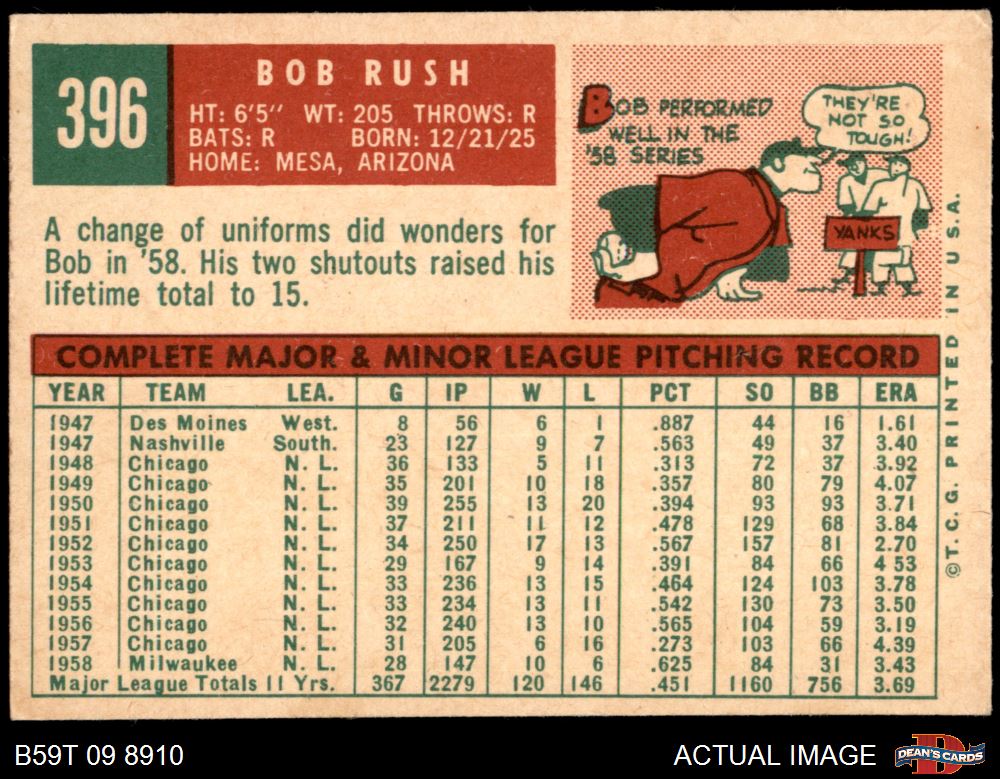 396
BOB RUSH
HT: 6'5" WT: 205 THROWS: R
BATS: R BORN: 12/21/25
HOME: MESA, ARIZONA
BOB PERFORMED
WELL IN THE
'58 SERIES
THEY'RE
NOT SO
TOUGH!
YANKS
A change of uniforms did wonders for
Bob in '58. His two shutouts raised his
lifetime total to 15.
COMPLETE MAJOR & MINOR LEAGUE PITCHING RECORD
YEAR TEAM LEA. G IP W L PCT SO BB ERA
1947 Des Moines West. 8 56 6 1 .887 44 16 1.61
1947 Nashville South. 23 127 9 7 .563 49 37 3.40
1948 Chicago N. L. 36 133 5 11 .313 72 37 3.92
1949 Chicago N. L. 35 201 10 18 .357 80 79 4.07
1950 Chicago N. L. 39 255 13 20 .394 93 93 3.71
1951 Chicago N. L. 37 211 11 12 .478 129 68 3.84
1952 Chicago N. L. 34 250 17 13 .567 157 81 2.70
1953 Chicago N. L. 29 167 9 14 .391 84 66 4.53
1954 Chicago N. L. 33 236 13 15 .464 124 103 3.78
1955 Chicago N. L. 33 234 13 11 .542 130 73 3.50
1956 Chicago N. L. 32 240 13 10 .565 104 59 3.19
1957 Chicago N. L. 31 205 6 16 .273 103 66 4.39
1958 Milwaukee N. L. 28 147 10 6 .625 84 31 3.43
Major League Totals 11 Yrs. 367 2279 120 146 .451 1160 756 3.69
©T. C. G. PRINTED IN U.S.A.
B59T 09 8910
ACTUAL IMAGE
DEAN'S CARDS